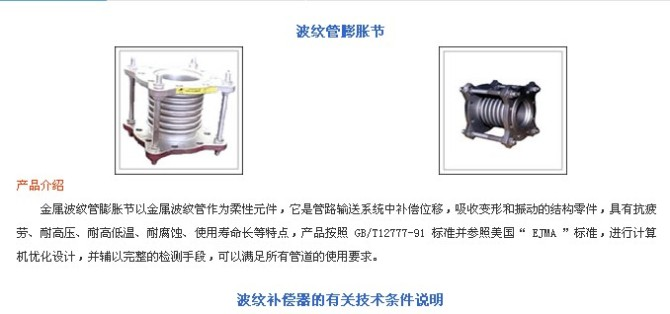 波纹管膨胀节
产品介绍
金属波纹管膨胀节以金属波纹管作为柔性元件，它是管路输送系统中补偿位移，吸收变形和振动的结构零件，具有抗疲
劳、耐高压、耐高低温、耐腐蚀、使用寿命长等特点，产品按照 GB/T12777-91 标准并参照美国“ EJMA ”标准，进行计算
机优化设计，并辅以完整的检测手段，可以满足所有管道的使用要求。
波纹补偿器的有关技术条件说明